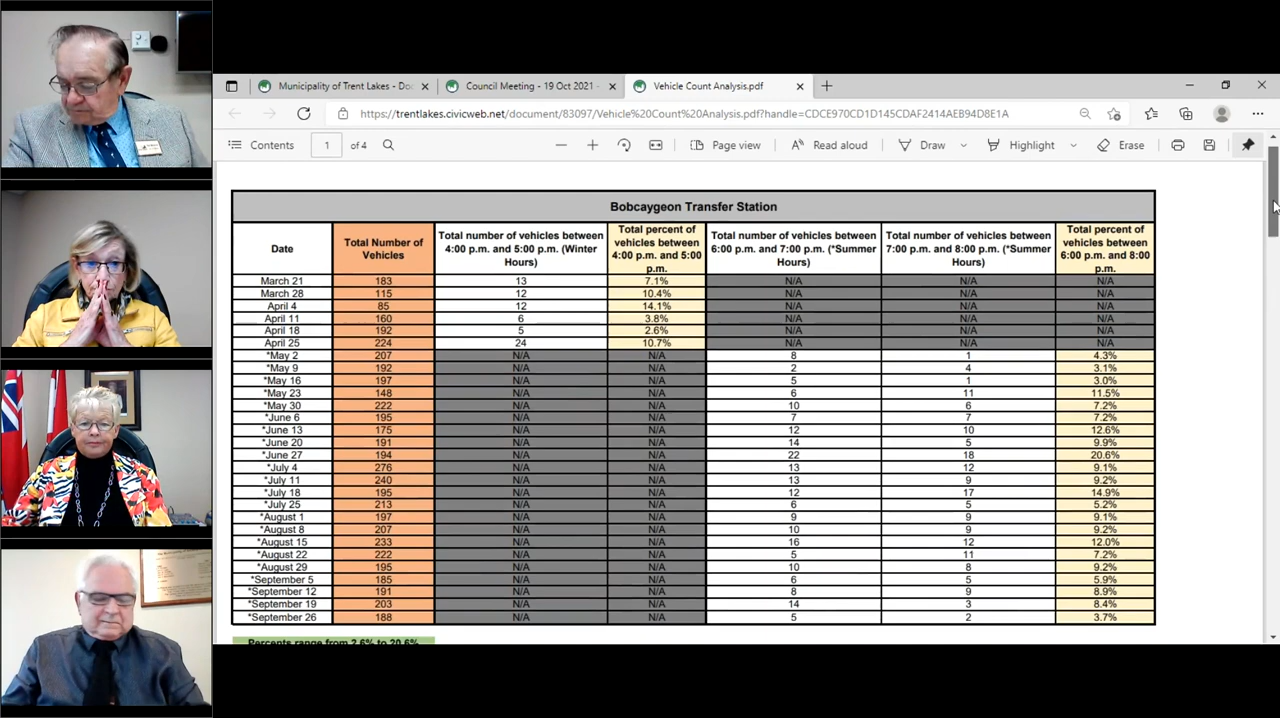 Municipality of Trent Lakes - Doc
Council Meeting - 19 Oct 2021 -
Vehicle Count Analysis.pdf
https://trentlakes.civicweb.net/document/83097/Vehicle%20Count%20Analysis.pdf?handle=CDCE970CD1D145CDAF2414AEB94D8E1A
Contents 1 of 4 Page view Read aloud Draw Highlight Erase
Bobcaygeon Transfer Station
Date
Total Number of
Vehicles
Total number of vehicles between
4:00 p.m. and 5:00 p.m. (Winter
Hours)
Total percent of
vehicles between
4:00 p.m. and 5:00
p.m.
Total number of vehicles between
6:00 p.m. and 7:00 p.m. (*Summer
Hours)
Total number of vehicles between
7:00 p.m. and 8:00 p.m. (*Summer
Hours)
Total percent of
vehicles between
6:00 p.m. and 8:00
p.m.
March 21 183 13 7.1% N/A N/A N/A
March 28 115 12 10.4% N/A N/A N/A
April 4 85 12 14.1% N/A N/A N/A
April 11 160 6 3.8% N/A N/A N/A
April 18 192 5 2.6% N/A N/A N/A
April 25 224 24 10.7% N/A N/A N/A
*May 2 207 N/A N/A 8 1 4.3%
*May 9 192 N/A N/A 2 4 3.1%
*May 16 197 N/A N/A 5 1 3.0%
*May 23 148 N/A N/A 6 11 11.5%
*May 30 222 N/A N/A 10 6 7.2%
*June 6 195 N/A N/A 7 7 7.2%
*June 13 175 N/A N/A 12 10 12.6%
*June 20 191 N/A N/A 14 5 9.9%
*June 27 194 N/A N/A 22 18 20.6%
*July 4 276 N/A N/A 13 12 9.1%
*July 11 240 N/A N/A 13 9 9.2%
*July 18 195 N/A N/A 12 17 14.9%
*July 25 213 N/A N/A 6 5 5.2%
*August 1 197 N/A N/A 9 9 9.1%
*August 8 207 N/A N/A 10 9 9.2%
*August 15 233 N/A N/A 16 12 12.0%
*August 22 222 N/A N/A 5 11 7.2%
*August 29 195 N/A N/A 10 8 9.2%
*September 5 185 N/A N/A 6 5 5.9%
*September 12 191 N/A N/A 8 9 8.9%
*September 19 203 N/A N/A 14 3 8.4%
*September 26 188 N/A N/A 5 2 3.7%
Percents range from 2.6% to 20.6%